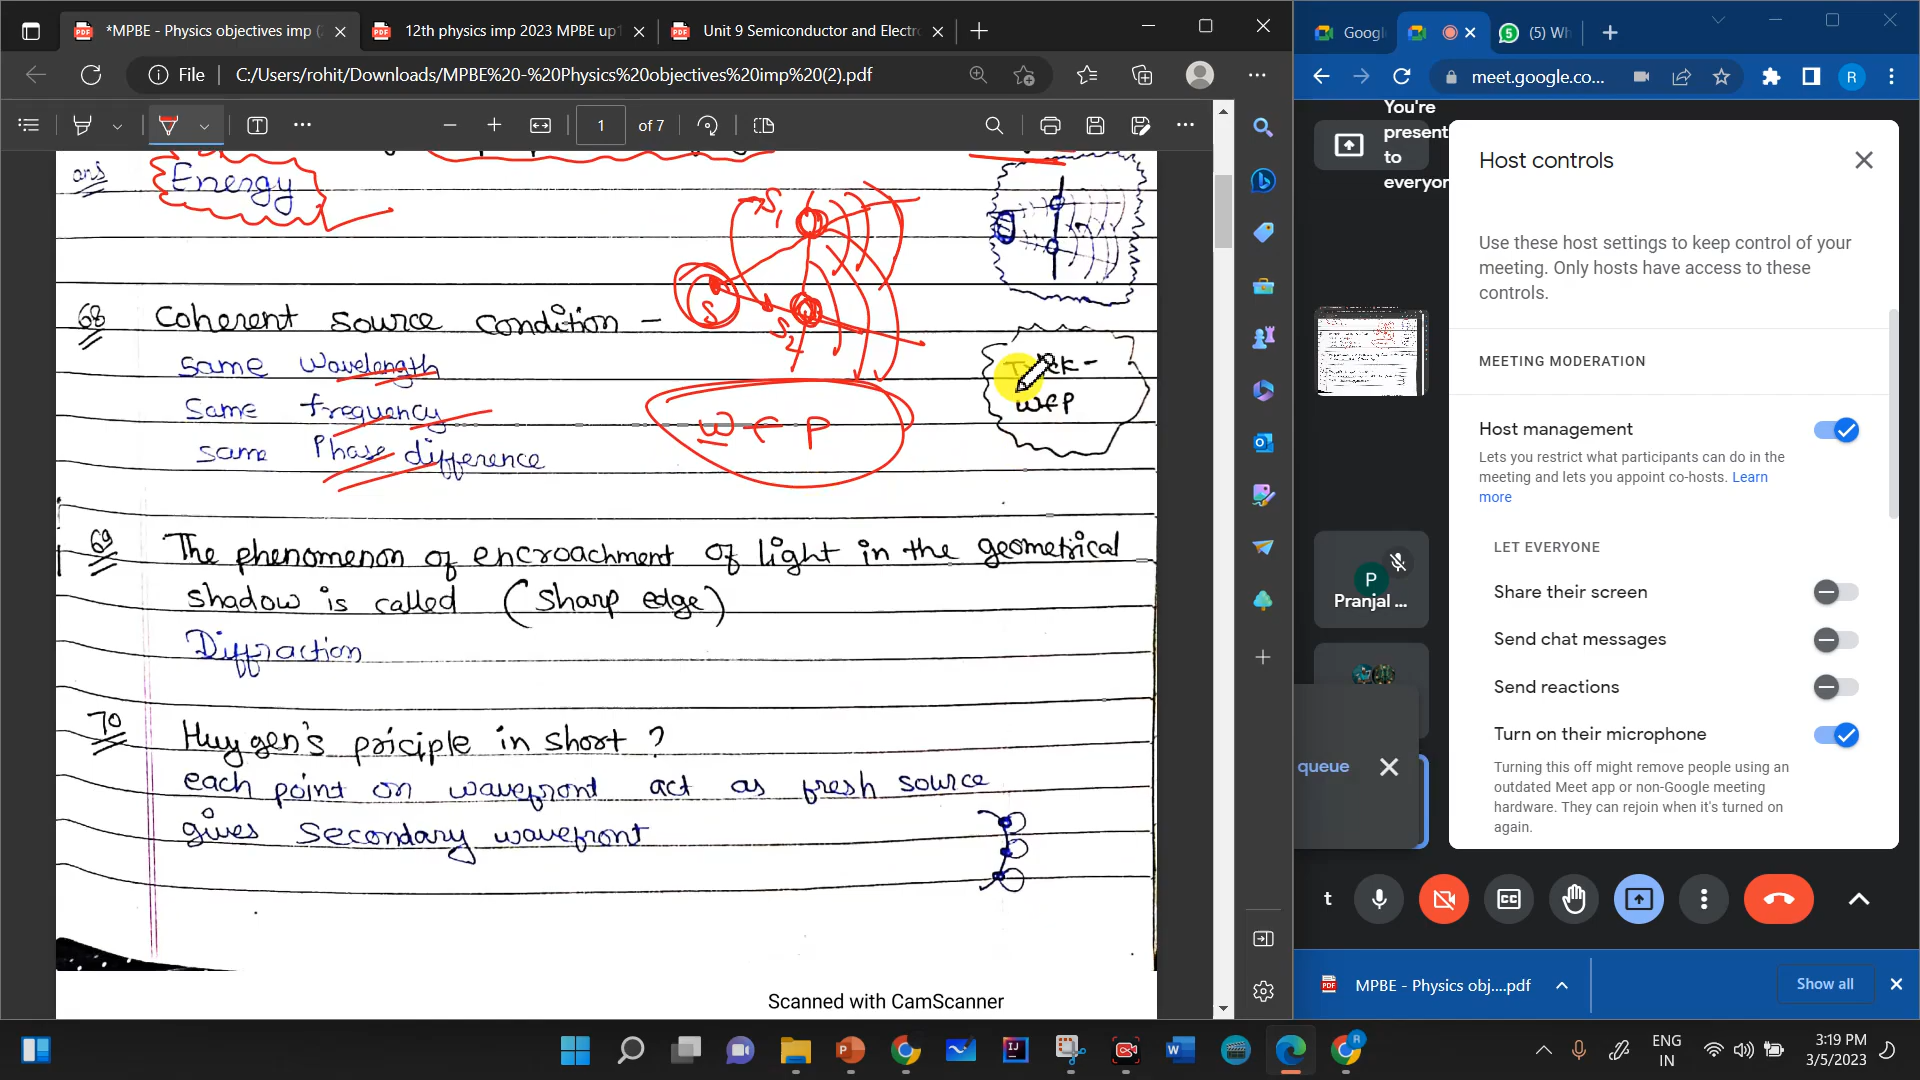 *MPBE - Physics objectives imp (
12th physics imp 2023 MPBE up
Unit 9 Semiconductor and Electr
File
C:/Users/rohit/Downloads/MPBE%20-%20Physics%20objectives%20imp%20(2).pdf
1 of 7
ans Energy
S1
S
S2
68 Coherent source condition -
same wavelength
same frequency
same Phase difference
W F P
Trick -
WFP
69 The phenomenon of encroachment of light in the geometrical
shadow is called (Sharp edge)
Diffraction
70 Huygen's priciple in short ?
each point on wavefront act as fresh source
gives secondary wavefront
Scanned with CamScanner
Googl
(5) Wh
meet.google.co...
R
You're
present
to
everyon
Host controls
Use these host settings to keep control of your
meeting. Only hosts have access to these
controls.
MEETING MODERATION
Host management
Lets you restrict what participants can do in the
meeting and lets you appoint co-hosts. Learn
more
LET EVERYONE
Share their screen
Send chat messages
Send reactions
Turn on their microphone
Turning this off might remove people using an
outdated Meet app or non-Google meeting
hardware. They can rejoin when it's turned on
again.
P
Pranjal ...
queue
t
MPBE - Physics obj....pdf
Show all
ENG
IN
3:19 PM
3/5/2023